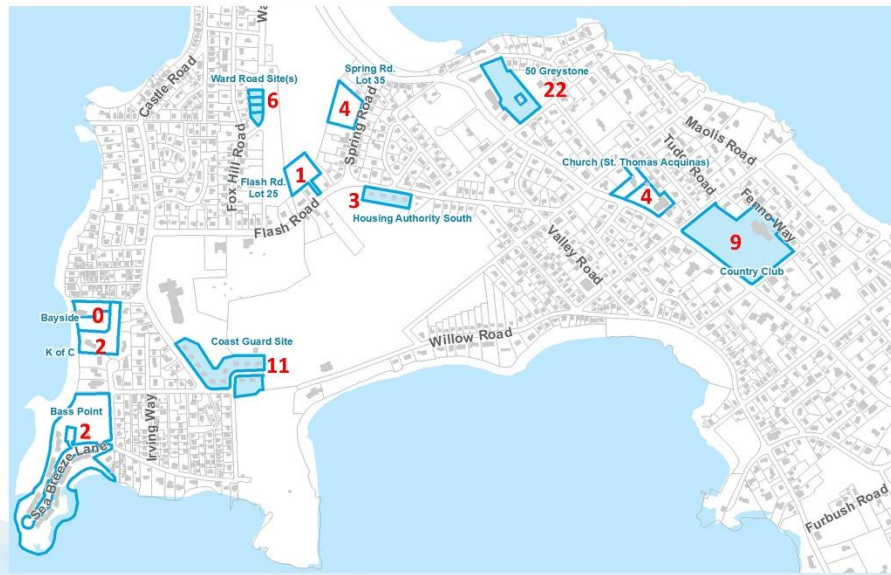 Wa
Castle Road
Ward Road Site(s)
6
Fox Hill Road
Spring Rd.
Lot 35
4
Spring Road
50 Greystone
22
Maolis Road
Tudor Road
Flash Rd.
Lot 25
1
Flash Road
3
Housing Authority South
Church (St. Thomas Acquinas)
4
Fenno Way
9
Country Club
Valley Road
Bayside
0
K of C
2
Coast Guard Site
11
Willow Road
Bass Point
2
Sea Breeze Lane
Irving Way
Furbush Road